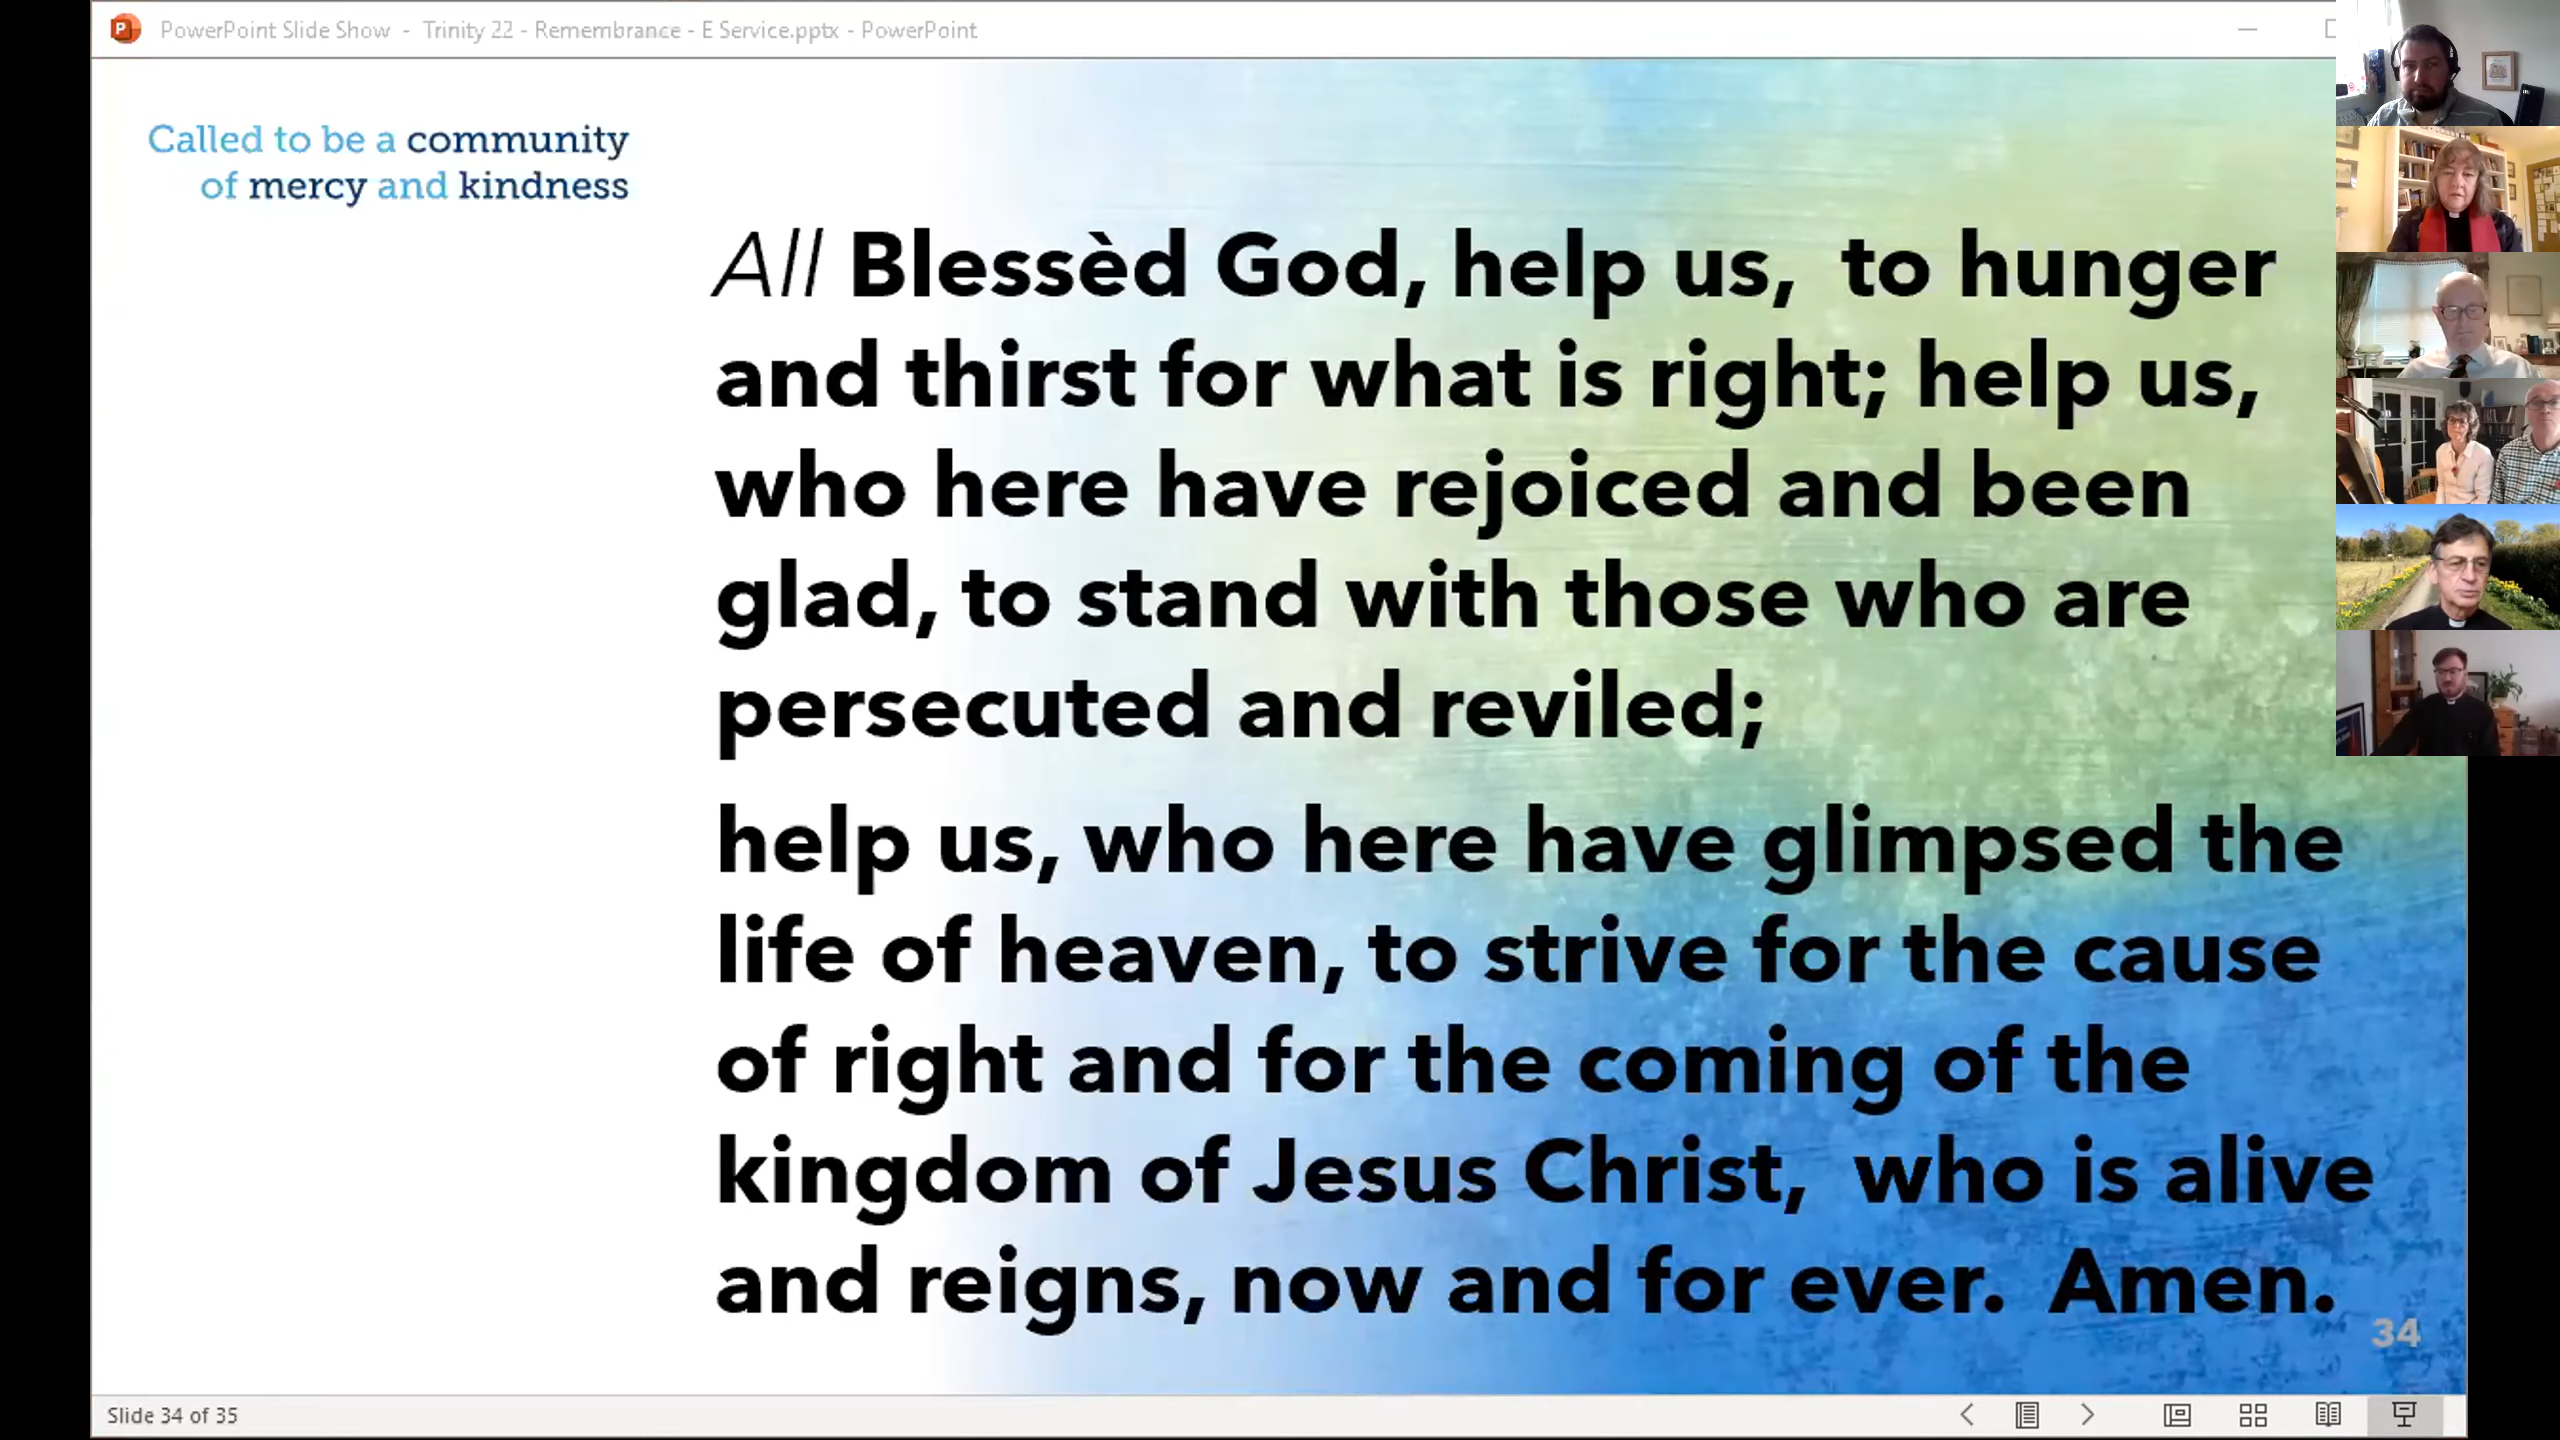 PowerPoint Slide Show - Trinity 22 - Remembrance - E Service.pptx - PowerPoint
Called to be a community
of mercy and kindness
All Blessèd God, help us, to hunger
and thirst for what is right; help us,
who here have rejoiced and been
glad, to stand with those who are
persecuted and reviled;
help us, who here have glimpsed the
life of heaven, to strive for the cause
of right and for the coming of the
kingdom of Jesus Christ, who is alive
and reigns, now and for ever. Amen.
34
Slide 34 of 35